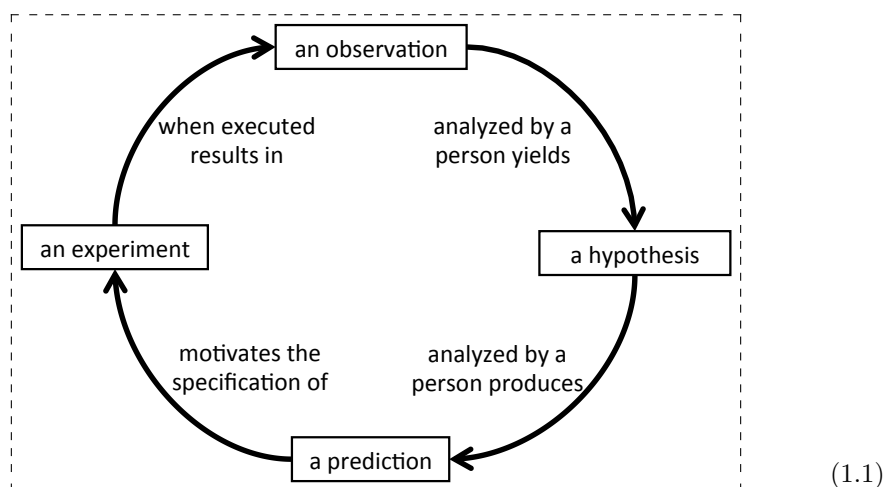 an observation
when executed
results in
analyzed by a
person yields
an experiment
a hypothesis
motivates the
specification of
analyzed by a
person produces
a prediction
(1.1)